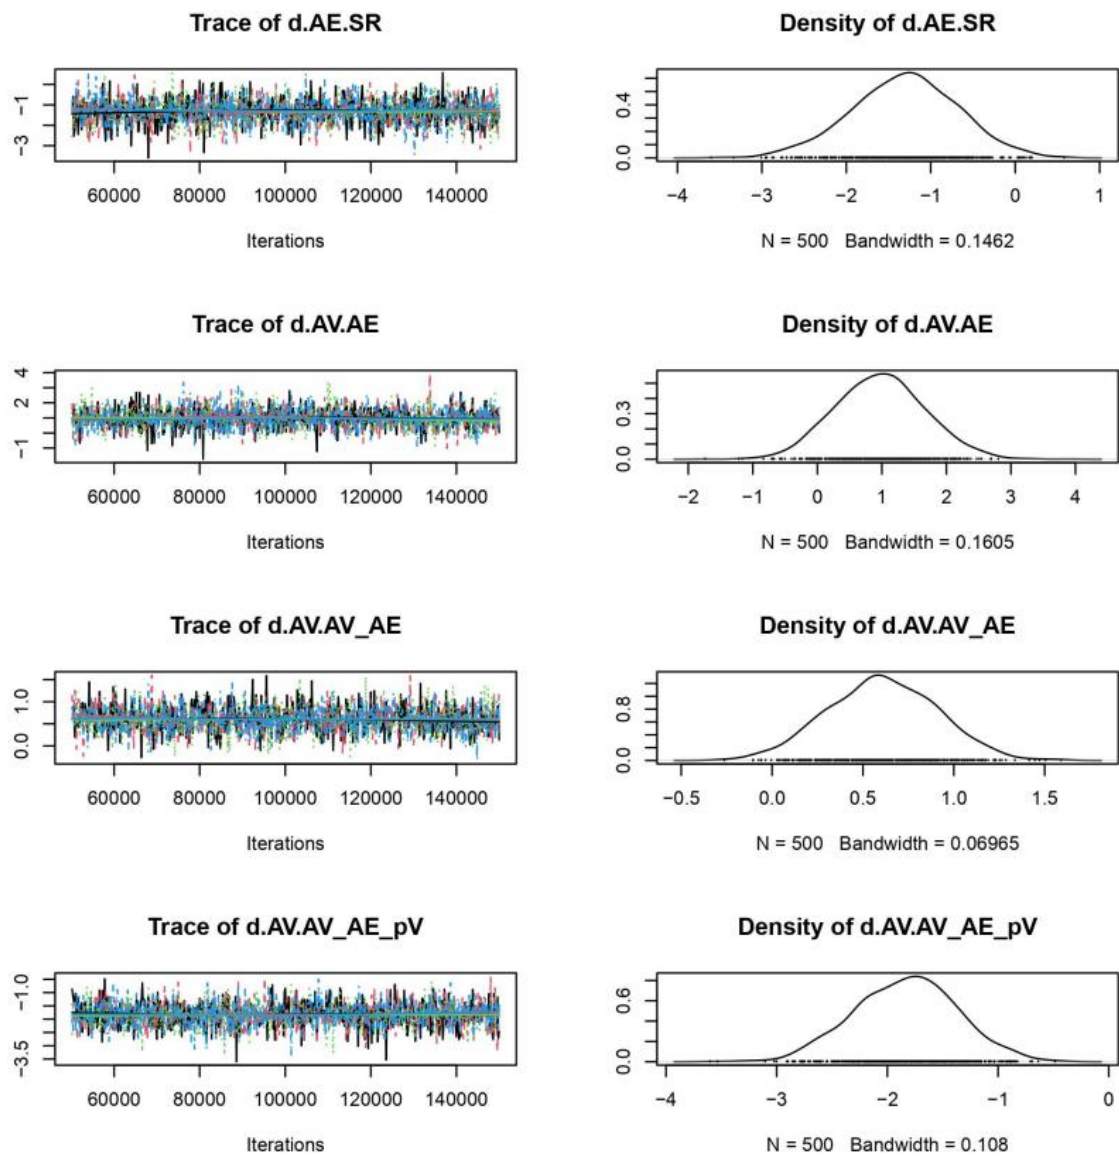 Trace of d.AE.SR
−1
−3
60000 80000 100000 120000 140000
Iterations
Density of d.AE.SR
0.4
0.0
−4 −3 −2 −1 0 1
N = 500 Bandwidth = 0.1462
Trace of d.AV.AE
4
2
−1
60000 80000 100000 120000 140000
Iterations
Density of d.AV.AE
0.3
0.0
−2 −1 0 1 2 3 4
N = 500 Bandwidth = 0.1605
Trace of d.AV.AV_AE
1.0
0.0
60000 80000 100000 120000 140000
Iterations
Density of d.AV.AV_AE
0.8
0.0
−0.5 0.0 0.5 1.0 1.5
N = 500 Bandwidth = 0.06965
Trace of d.AV.AV_AE_pV
−1.0
−3.5
60000 80000 100000 120000 140000
Iterations
Density of d.AV.AV_AE_pV
0.6
0.0
−4 −3 −2 −1 0
N = 500 Bandwidth = 0.108